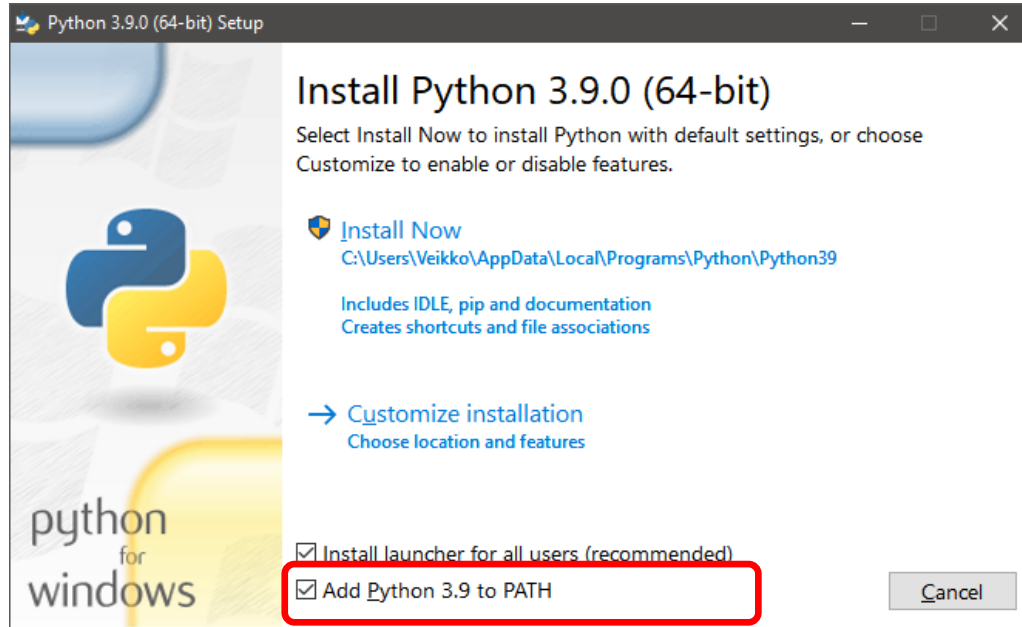 Python 3.9.0 (64-bit) Setup
Install Python 3.9.0 (64-bit)
Select Install Now to install Python with default settings, or choose
Customize to enable or disable features.
Install Now
C:\Users\Veikko\AppData\Local\Programs\Python\Python39
Includes IDLE, pip and documentation
Creates shortcuts and file associations
Customize installation
Choose location and features
python
for
windows
Install launcher for all users (recommended)
Add Python 3.9 to PATH
Cancel